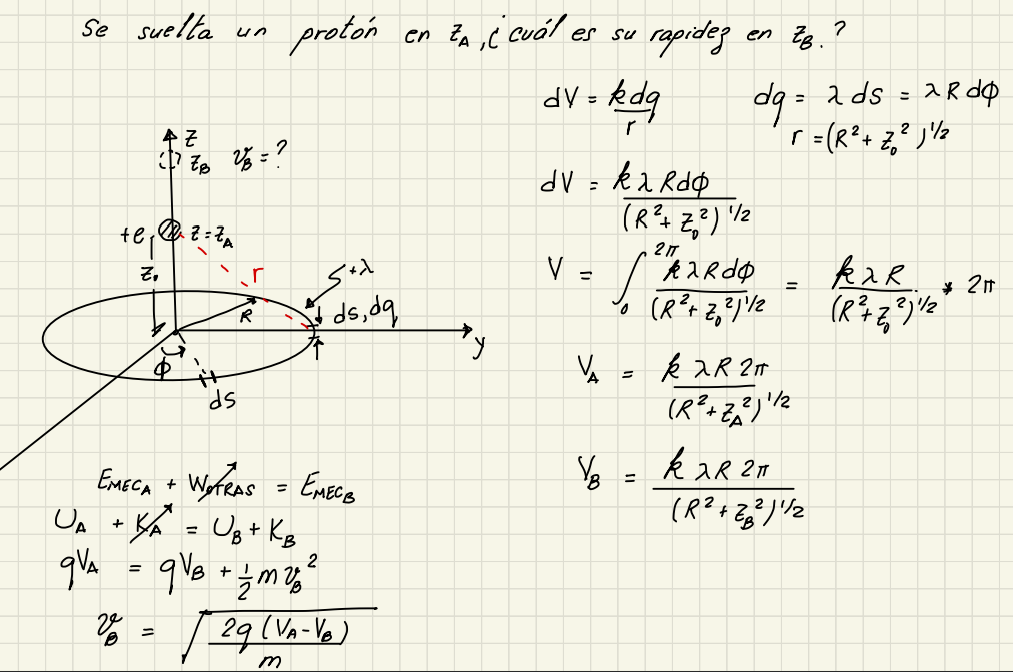 Se suelta un protón en z_A, ¿cuál es su rapidez en z_B.?
z
z_B v_B = ?
+e z = z_A
z₀
r
+λ
R
ds, dq
y
ϕ
ds
E_MECA + W_OTRAS = E_MECB
U_A + K_A = U_B + K_B
qV_A = qV_B + 1/2 m v_B²
v_B = √(2q (V_A - V_B) / m)
dV = k dq / r
dq = λ ds = λ R dϕ
r = (R² + z₀²)^1/2
dV = k λ R dϕ / (R² + z₀²)^1/2
V = ∫₀^2π k λ R dϕ / (R² + z₀²)^1/2 = k λ R / (R² + z₀²)^1/2 * 2π
V_A = k λ R 2π / (R² + z_A²)^1/2
V_B = k λ R 2π / (R² + z_B²)^1/2